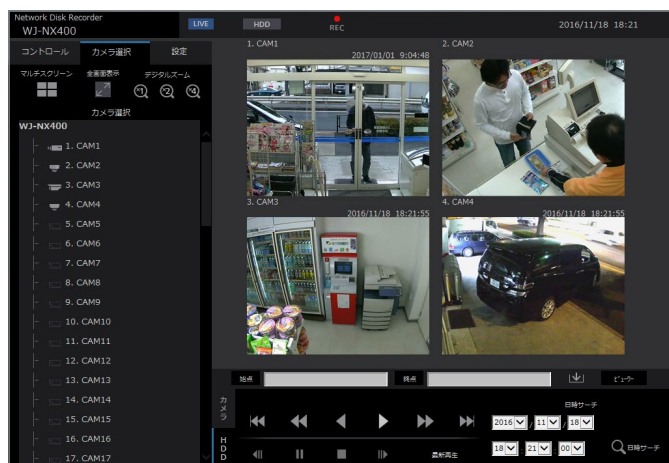 Network Disk Recorder
WJ-NX400
LIVE
HDD
REC
2016/11/18 18:21
コントロール
カメラ選択
設定
マルチスクリーン
全画面表示
デジタルズーム
×1
×2
×4
カメラ選択
WJ-NX400
1. CAM1
2. CAM2
3. CAM3
4. CAM4
5. CAM5
6. CAM6
7. CAM7
8. CAM8
9. CAM9
10. CAM10
11. CAM11
12. CAM12
13. CAM13
14. CAM14
15. CAM15
16. CAM16
17. CAM17
1. CAM1
2017/01/01 9:04:48
2. CAM2
3. CAM3
2016/11/18 18:21:55
4. CAM4
2016/11/18 18:21:55
始点
終点
ビューワー
カメラ
HDD
最新再生
日時サーチ
2016 / 11 / 18
18 : 21 : 00
日時サーチ